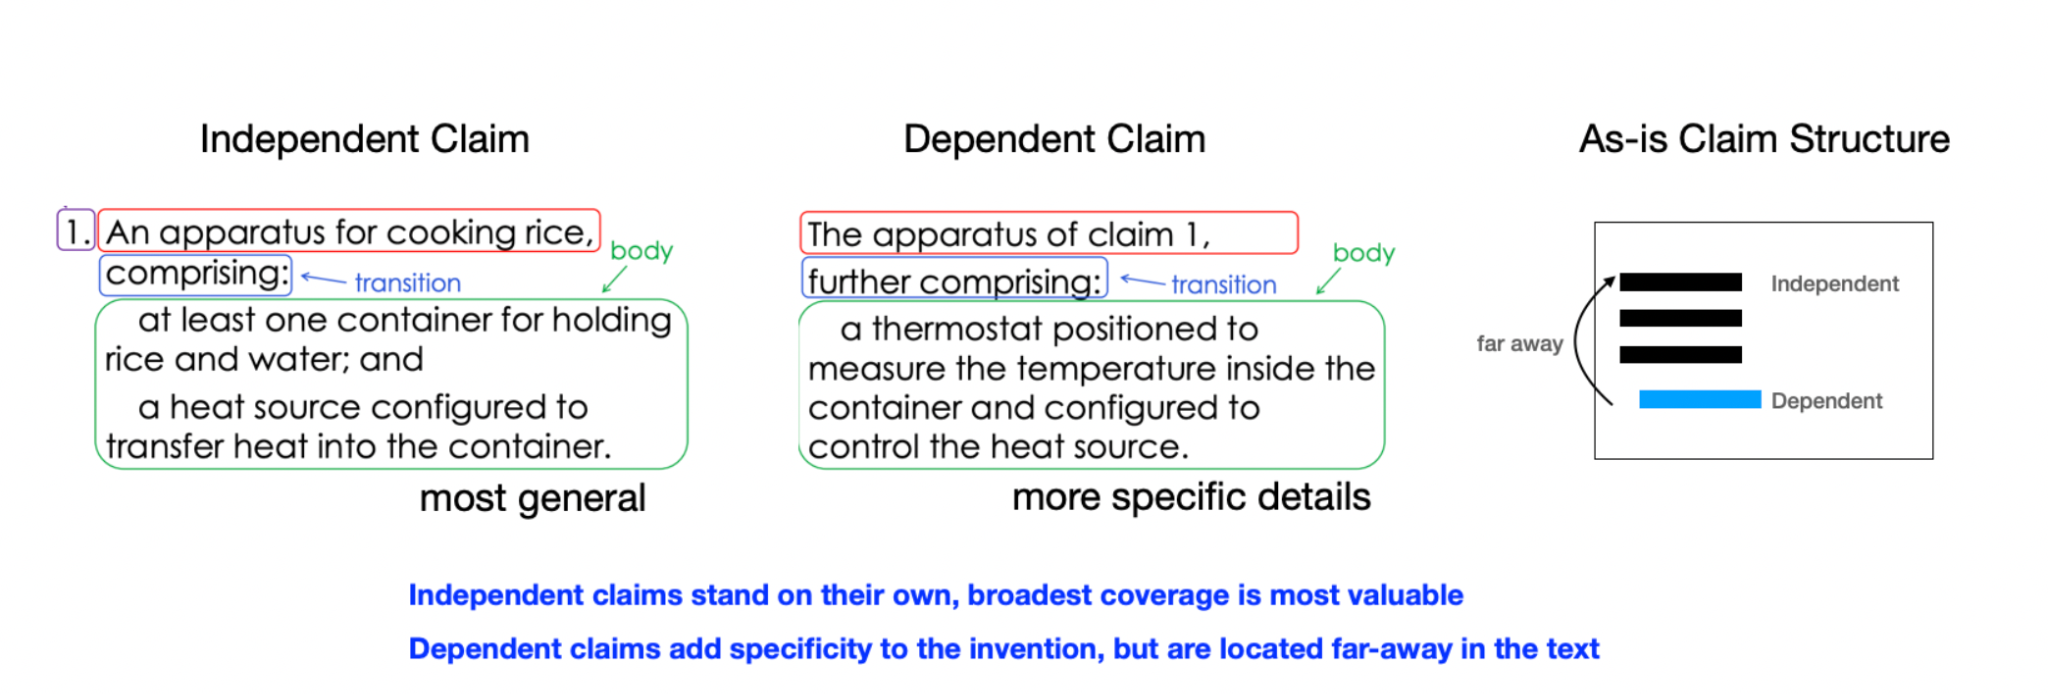 Independent Claim
1. An apparatus for cooking rice,
comprising:
transition
body
at least one container for holding
rice and water; and
a heat source configured to
transfer heat into the container.
most general
Dependent Claim
The apparatus of claim 1,
further comprising:
transition
body
a thermostat positioned to
measure the temperature inside the
container and configured to
control the heat source.
more specific details
As-is Claim Structure
Independent
far away
Dependent
Independent claims stand on their own, broadest coverage is most valuable
Dependent claims add specificity to the invention, but are located far-away in the text